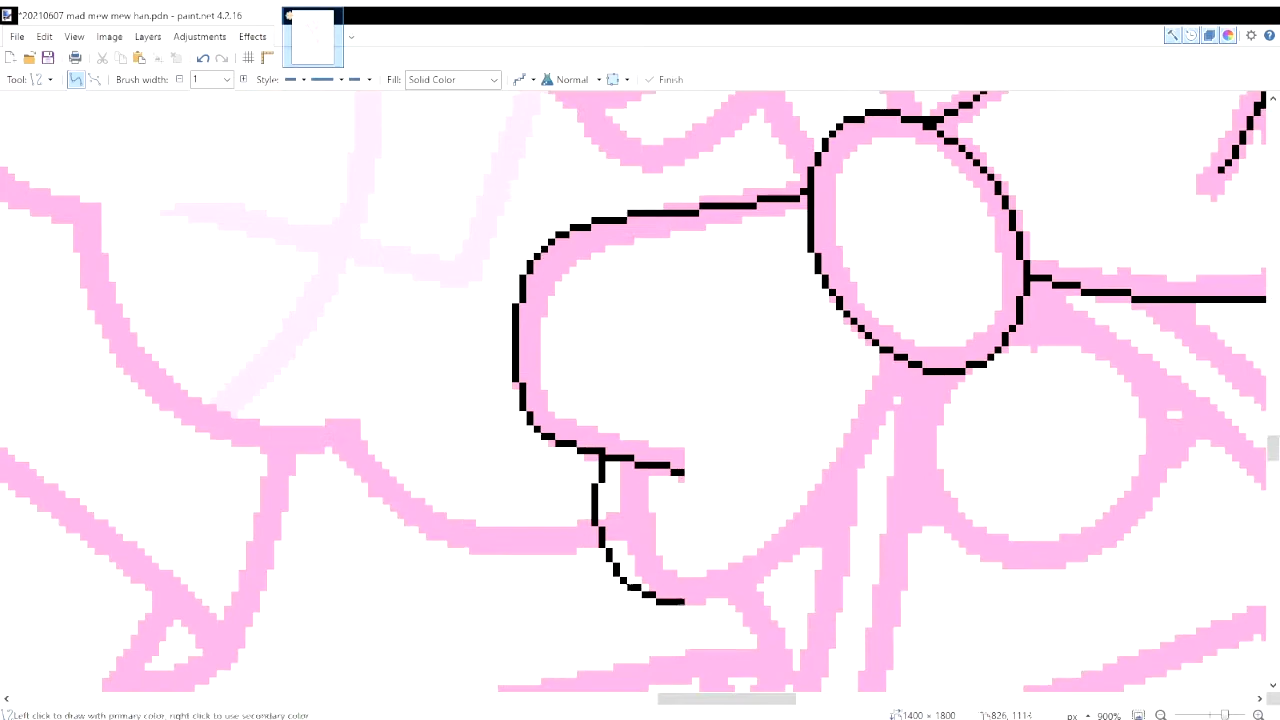 *20210607 mad mew mew han.pdn - paint.net 4.2.16
File Edit View Image Layers Adjustments Effects
Tool: Brush width: 1 Style: Fill: Solid Color Normal Finish
Left click to draw with primary color, right click to use secondary color 1400 × 1800 px 900%